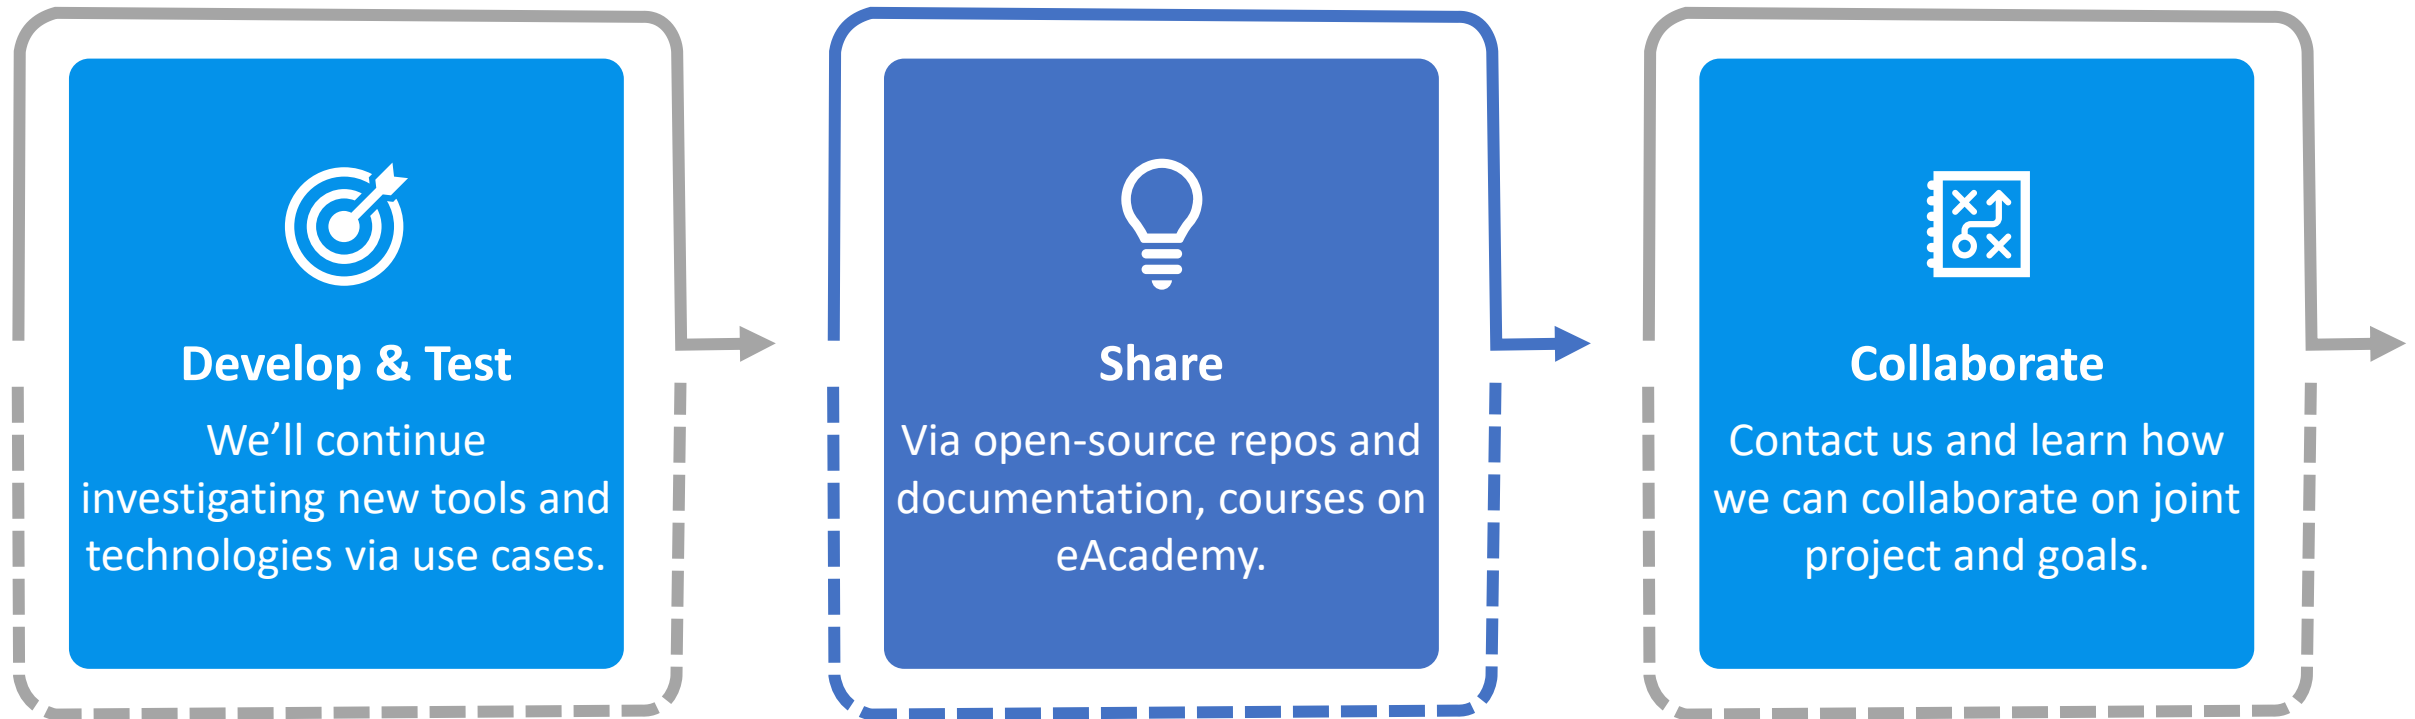 Develop & Test
We’ll continue
investigating new tools and
technologies via use cases.
Share
Via open-source repos and
documentation, courses on
eAcademy.
Collaborate
Contact us and learn how
we can collaborate on joint
project and goals.